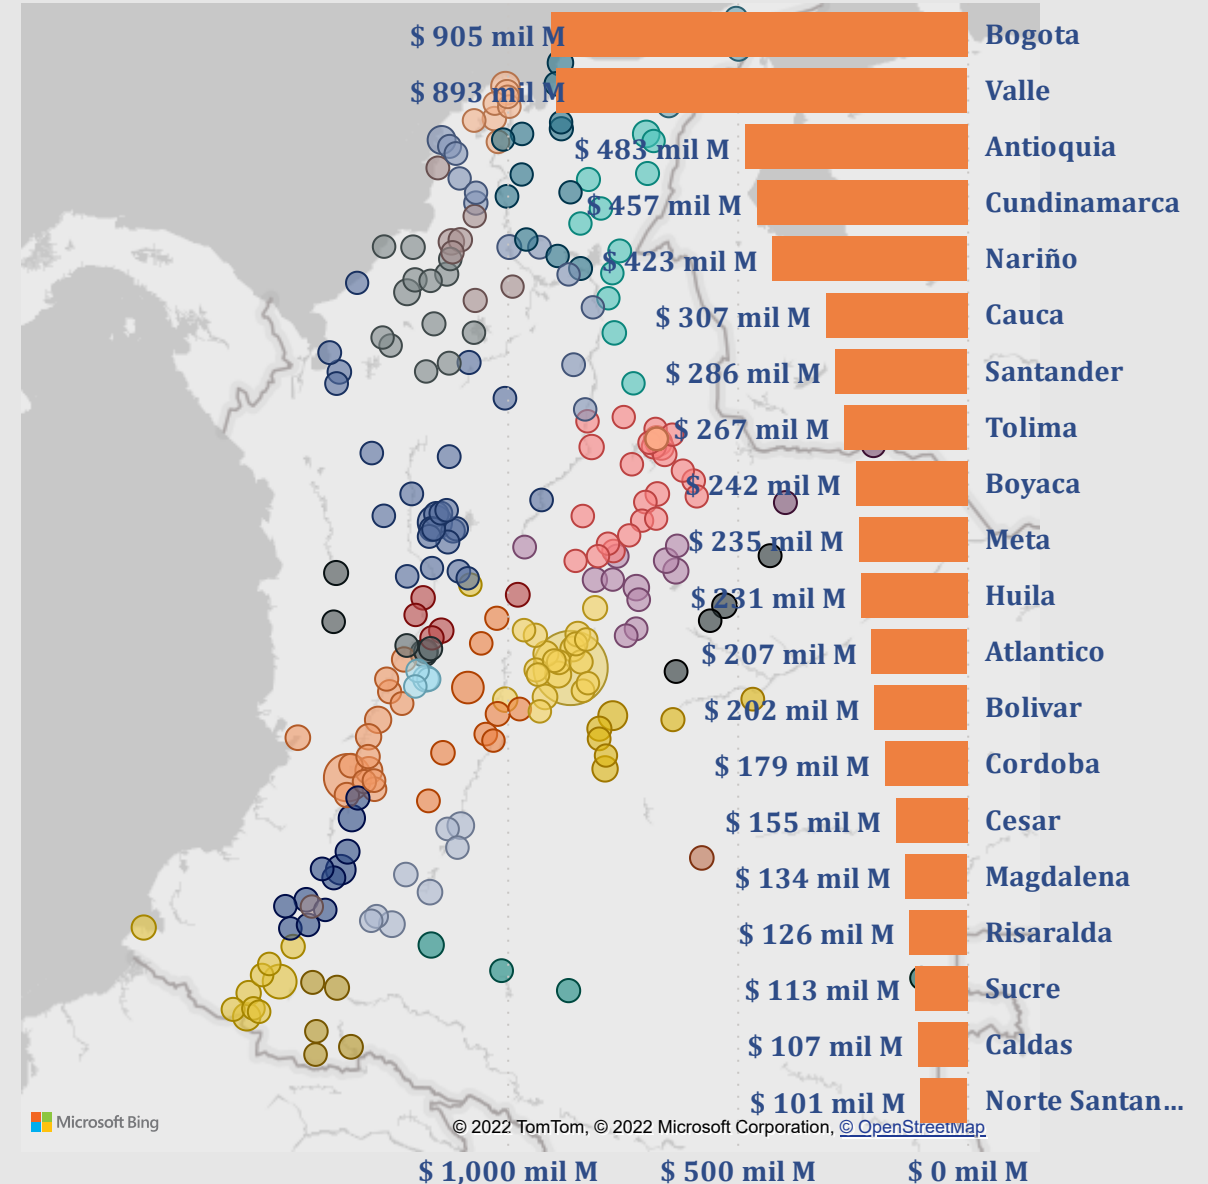 $ 905 mil M Bogota
$ 893 mil M Valle
$ 483 mil M Antioquia
$ 457 mil M Cundinamarca
$ 423 mil M Nariño
$ 307 mil M Cauca
$ 286 mil M Santander
$ 267 mil M Tolima
$ 242 mil M Boyaca
$ 235 mil M Meta
$ 231 mil M Huila
$ 207 mil M Atlantico
$ 202 mil M Bolivar
$ 179 mil M Cordoba
$ 155 mil M Cesar
$ 134 mil M Magdalena
$ 126 mil M Risaralda
$ 113 mil M Sucre
$ 107 mil M Caldas
$ 101 mil M Norte Santan...
Microsoft Bing
© 2022 TomTom, © 2022 Microsoft Corporation, © OpenStreetMap
$ 1,000 mil M $ 500 mil M $ 0 mil M